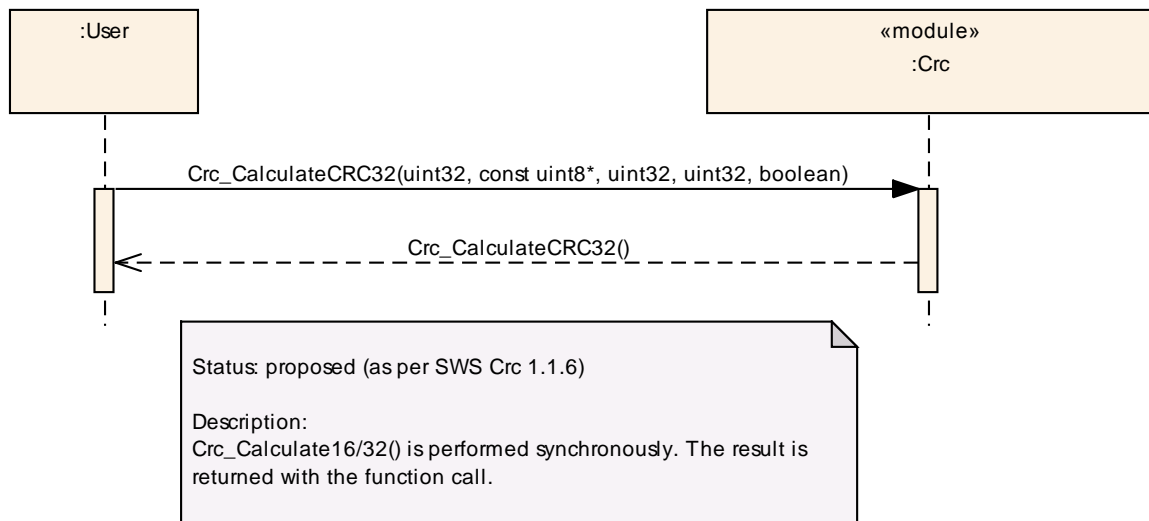 :User
«module»
:Crc
Crc_CalculateCRC32(uint32, const uint8*, uint32, uint32, boolean)
Crc_CalculateCRC32()
Status: proposed (as per SWS Crc 1.1.6)
Description:
Crc_Calculate16/32() is performed synchronously. The result is
returned with the function call.